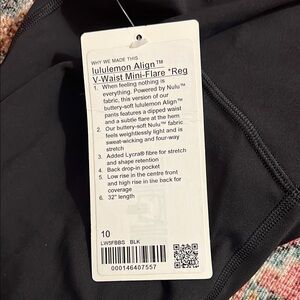 WHY WE MADE THIS
lululemon Align™
V-Waist Mini-Flare *Reg
1. When feeling nothing is
everything. Powered by Nulu™
fabric, this version of our
buttery-soft lululemon Align™
pants features a dipped waist
and a subtle flare at the hem
2. Our buttery-soft Nulu™ fabric
feels weightlessly light and is
sweat-wicking and four-way
stretch
3. Added Lycra® fibre for stretch
and shape retention
4. Back drop-in pocket
5. Low rise in the centre front
and high rise in the back for
coverage
6. 32" length
10
LW5FBBS BLK
000146407557